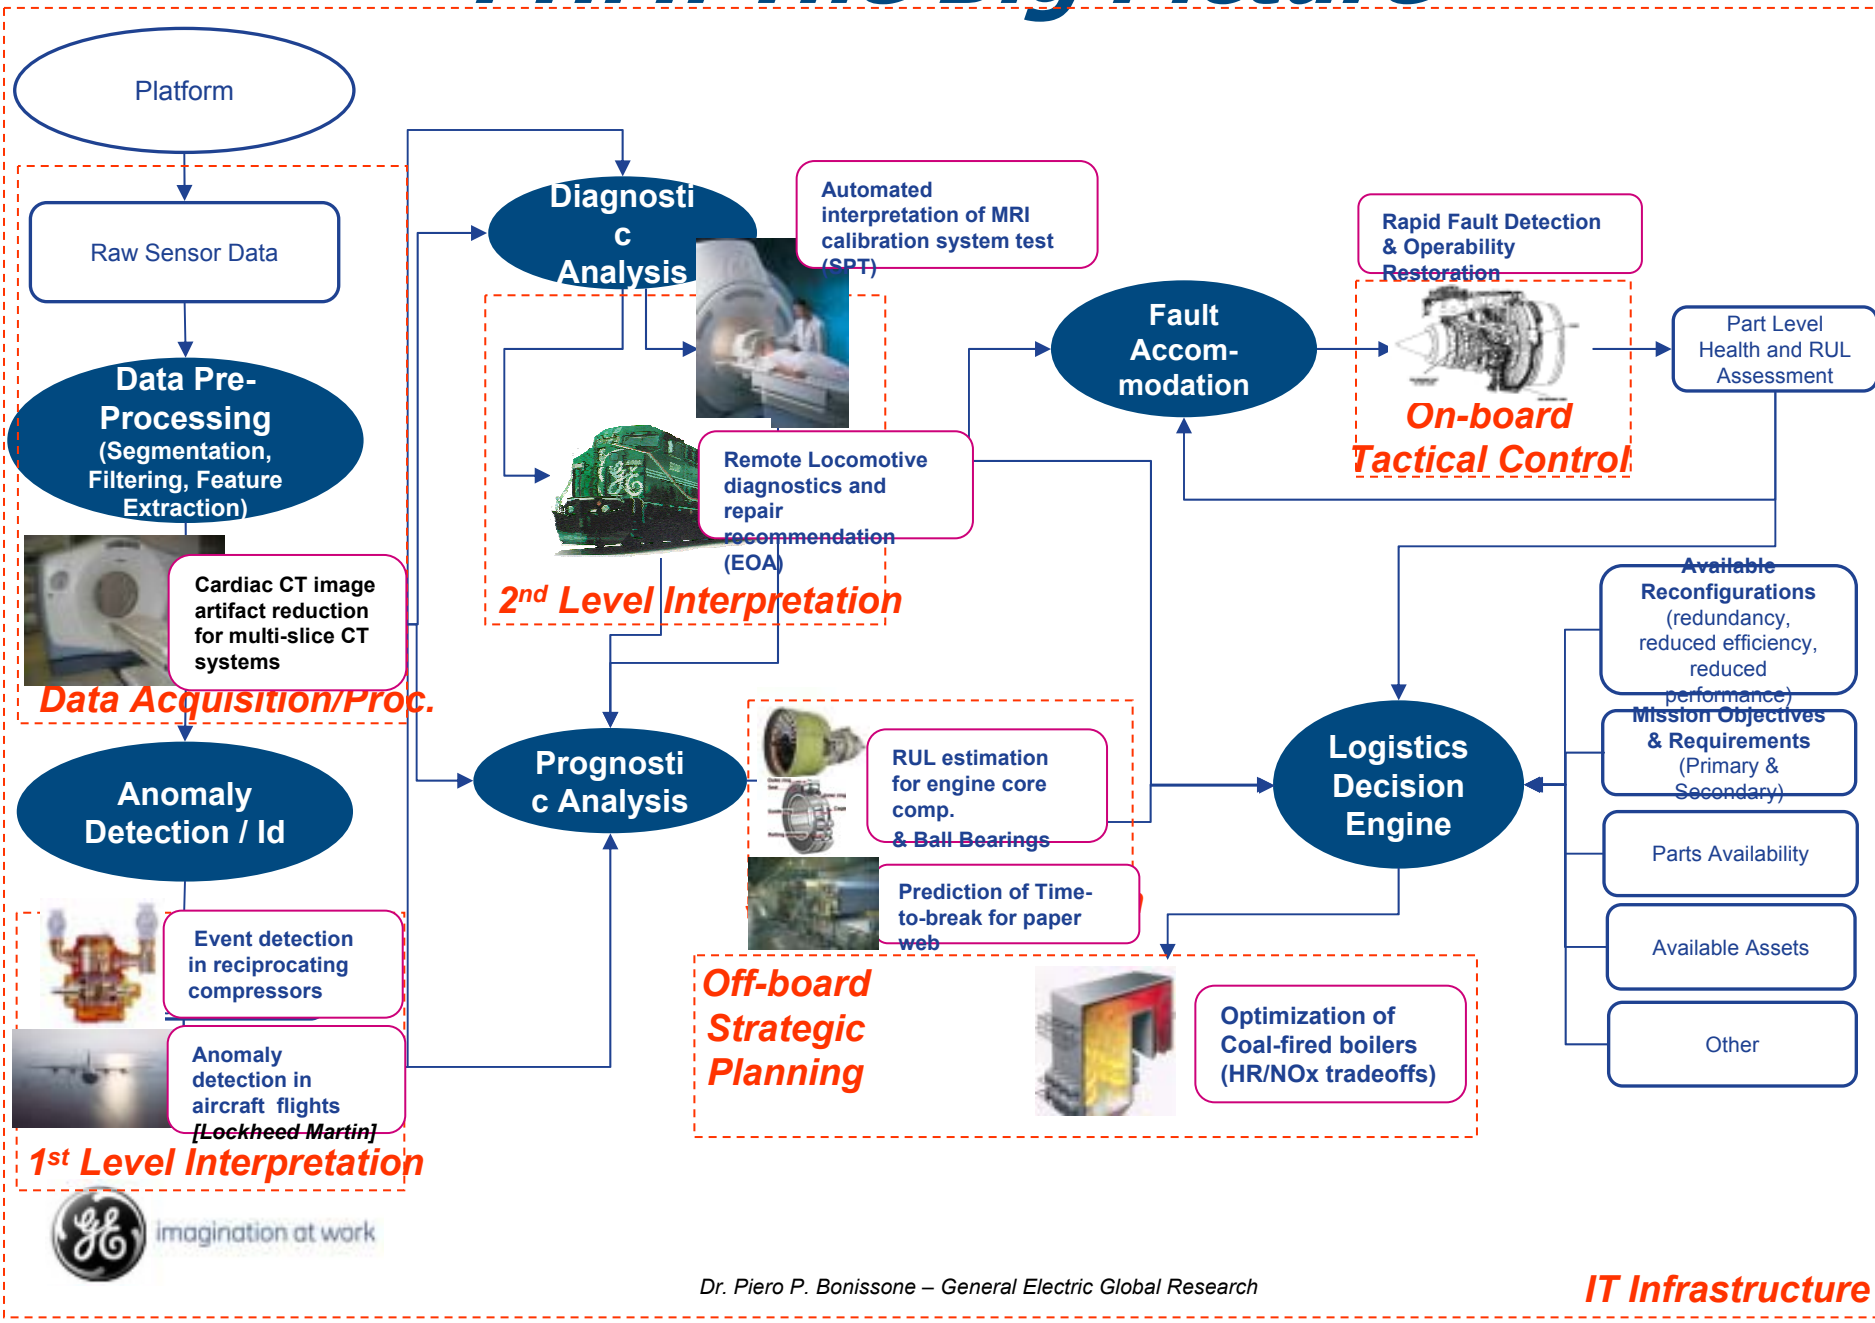 Platform
Raw Sensor Data
Data Pre-
Processing
(Segmentation,
Filtering, Feature
Extraction)
Cardiac CT image
artifact reduction
for multi-slice CT
systems
Data Acquisition/Proc.
Anomaly
Detection / Id
Event detection
in reciprocating
compressors
Anomaly
detection in
aircraft flights
[Lockheed Martin]
1st Level Interpretation
Diagnosti
c
Analysis
Automated
interpretation of MRI
calibration system test
(SPT)
Remote Locomotive
diagnostics and
repair
recommendation
(EOA)
2nd Level Interpretation
Prognosti
c Analysis
RUL estimation
for engine core
comp.
& Ball Bearings
Prediction of Time-
to-break for paper
web
Fault
Accom-
modation
Rapid Fault Detection
& Operability
Restoration
On-board
Tactical Control
Part Level
Health and RUL
Assessment
Logistics
Decision
Engine
Available
Reconfigurations
(redundancy,
reduced efficiency,
reduced
performance)
Mission Objectives
& Requirements
(Primary &
Secondary)
Parts Availability
Available Assets
Other
Off-board
Strategic
Planning
Optimization of
Coal-fired boilers
(HR/NOx tradeoffs)
GE
imagination at work
Dr. Piero P. Bonissone – General Electric Global Research
IT Infrastructure